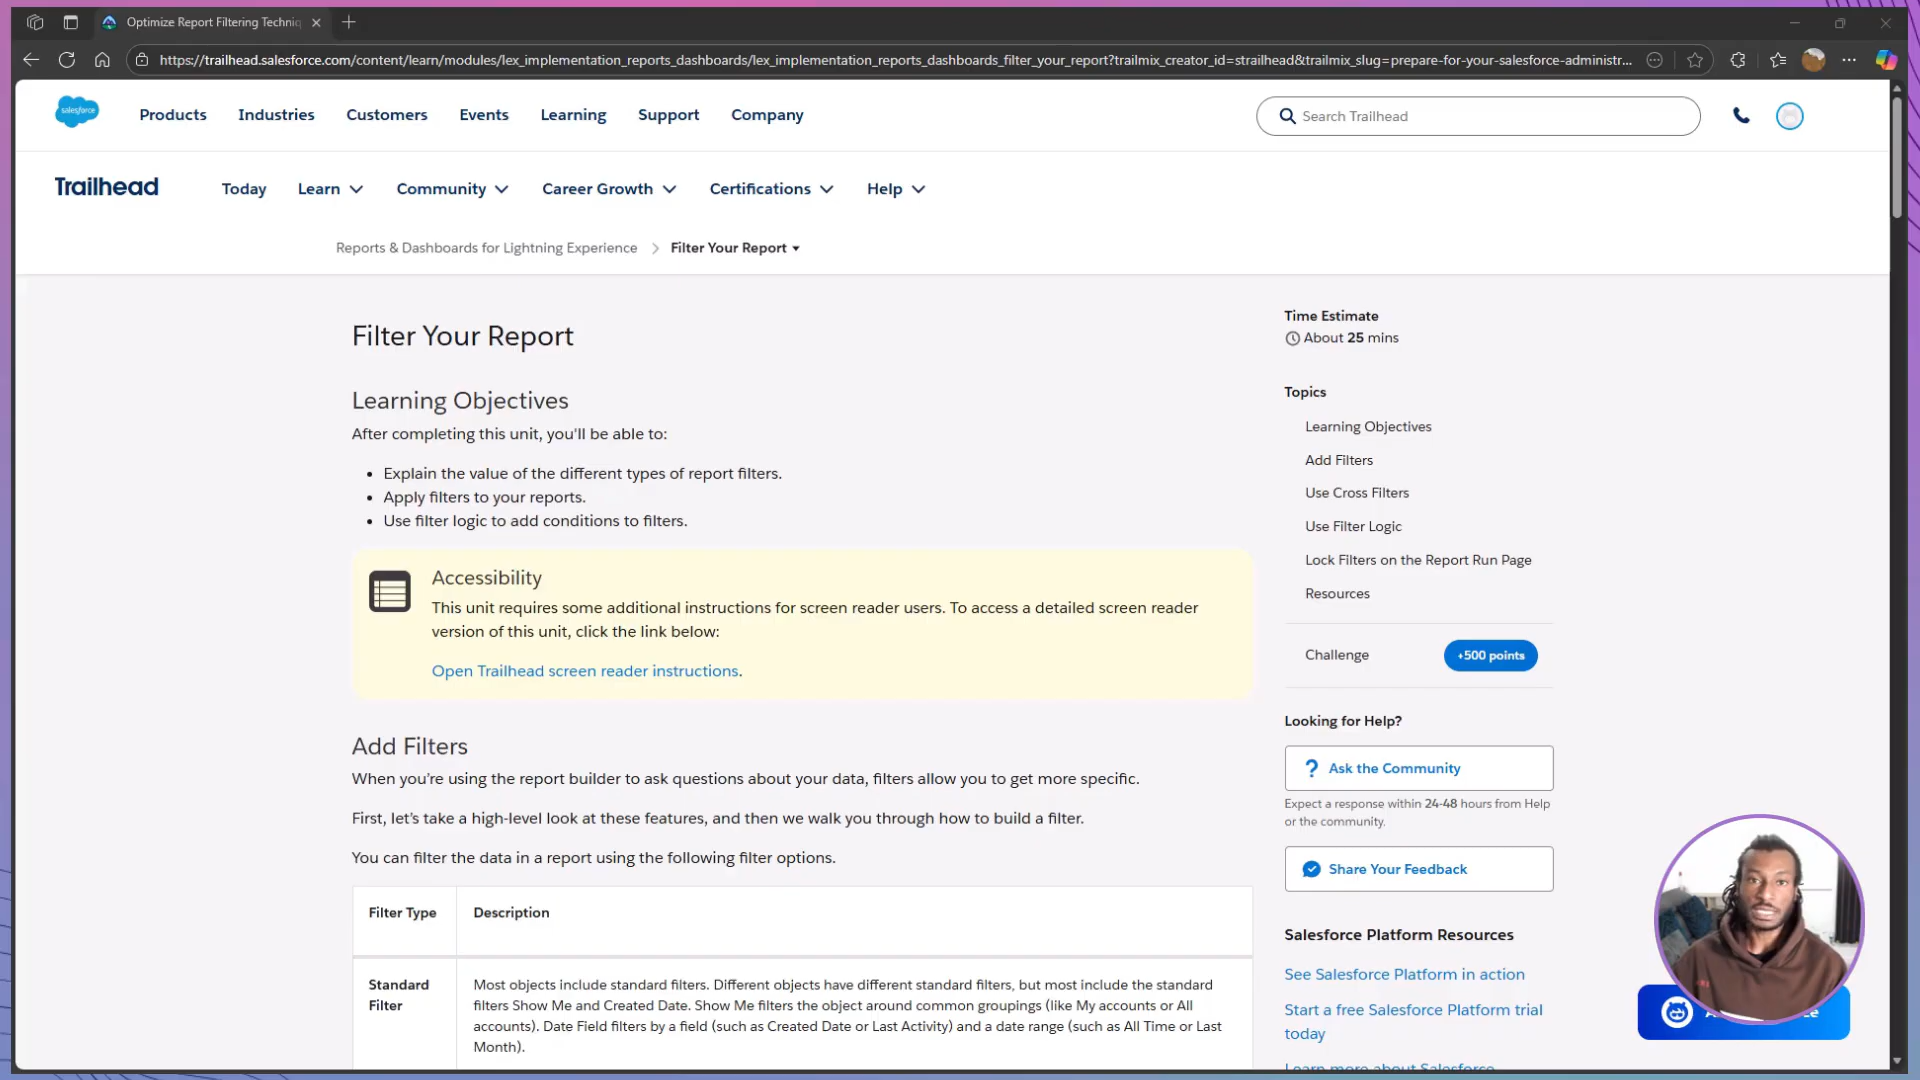 Optimize Report Filtering Techniq
https://trailhead.salesforce.com/content/learn/modules/lex_implementation_reports_dashboards/lex_implementation_reports_dashboards_filter_your_report?trailmix_creator_id=strailhead&trailmix_slug=prepare-for-your-salesforce-administr...
salesforce
Products
Industries
Customers
Events
Learning
Support
Company
Search Trailhead
Trailhead
Today
Learn
Community
Career Growth
Certifications
Help
Reports & Dashboards for Lightning Experience
Filter Your Report
Filter Your Report
Learning Objectives
After completing this unit, you'll be able to:
Explain the value of the different types of report filters.
Apply filters to your reports.
Use filter logic to add conditions to filters.
Accessibility
This unit requires some additional instructions for screen reader users. To access a detailed screen reader
version of this unit, click the link below:
Open Trailhead screen reader instructions.
Add Filters
When you’re using the report builder to ask questions about your data, filters allow you to get more specific.
First, let’s take a high-level look at these features, and then we walk you through how to build a filter.
You can filter the data in a report using the following filter options.
Filter Type
Description
Standard
Filter
Most objects include standard filters. Different objects have different standard filters, but most include the standard
filters Show Me and Created Date. Show Me filters the object around common groupings (like My accounts or All
accounts). Date Field filters by a field (such as Created Date or Last Activity) and a date range (such as All Time or Last
Month).
Time Estimate
About 25 mins
Topics
Learning Objectives
Add Filters
Use Cross Filters
Use Filter Logic
Lock Filters on the Report Run Page
Resources
Challenge
+500 points
Looking for Help?
Ask the Community
Expect a response within 24-48 hours from Help
or the community.
Share Your Feedback
Salesforce Platform Resources
See Salesforce Platform in action
Start a free Salesforce Platform trial
today
Learn more about Salesforce